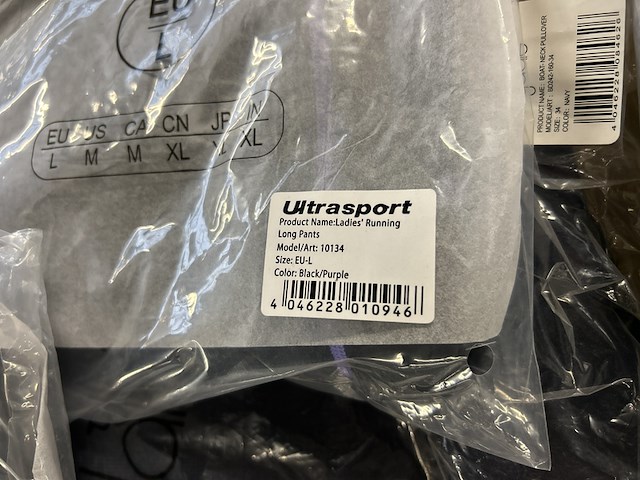 EU
L
EU US CA CN JP IN
L M M XL XL XL
Ultrasport
Product Name:Ladies' Running
Long Pants
Model/Art: 10134
Size: EU-L
Color: Black/Purple
4 046228 010946
PRODUCT NAME: BOAT- NECK PULLOVER
SIZE: 34
COLOR: NAVY